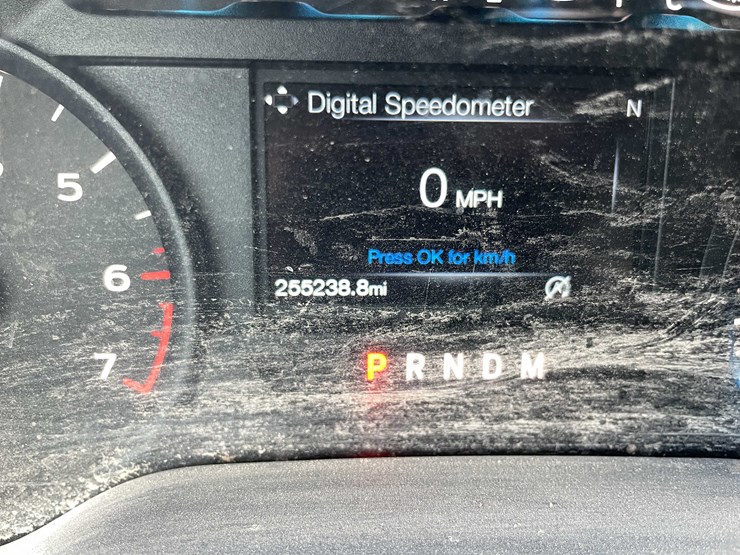 Digital Speedometer N
5
0 MPH
Press OK for km/h
6
255238.8mi
7
P R N D M